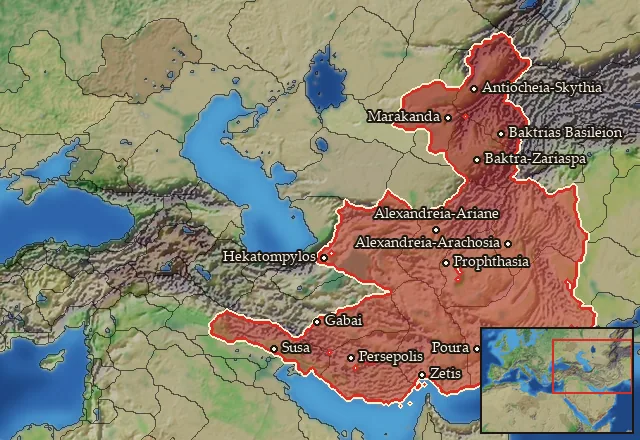 Antiocheia-Skythia
Marakanda
Baktrias Basileion
Baktra-Zariaspa
Alexandreia-Ariane
Alexandreia-Arachosia
Hekatompylos
Prophthasia
Gabai
Susa
Persepolis
Poura
Zetis